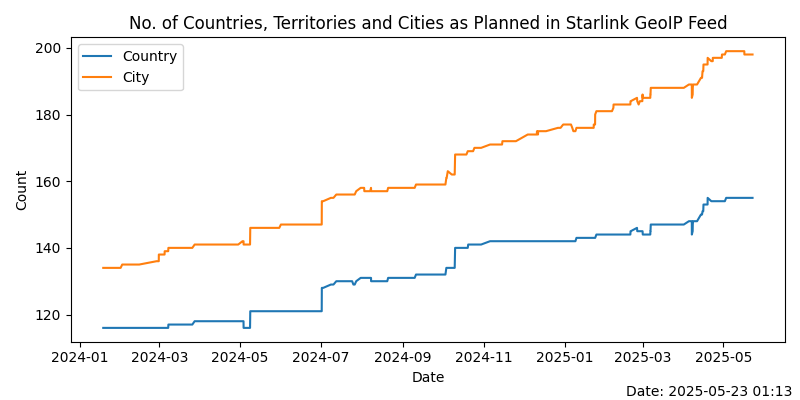 No. of Countries, Territories and Cities as Planned in Starlink GeoIP Feed
Country
City
200
180
160
140
120
Count
2024-01 2024-03 2024-05 2024-07 2024-09 2024-11 2025-01 2025-03 2025-05
Date
Date: 2025-05-23 01:13